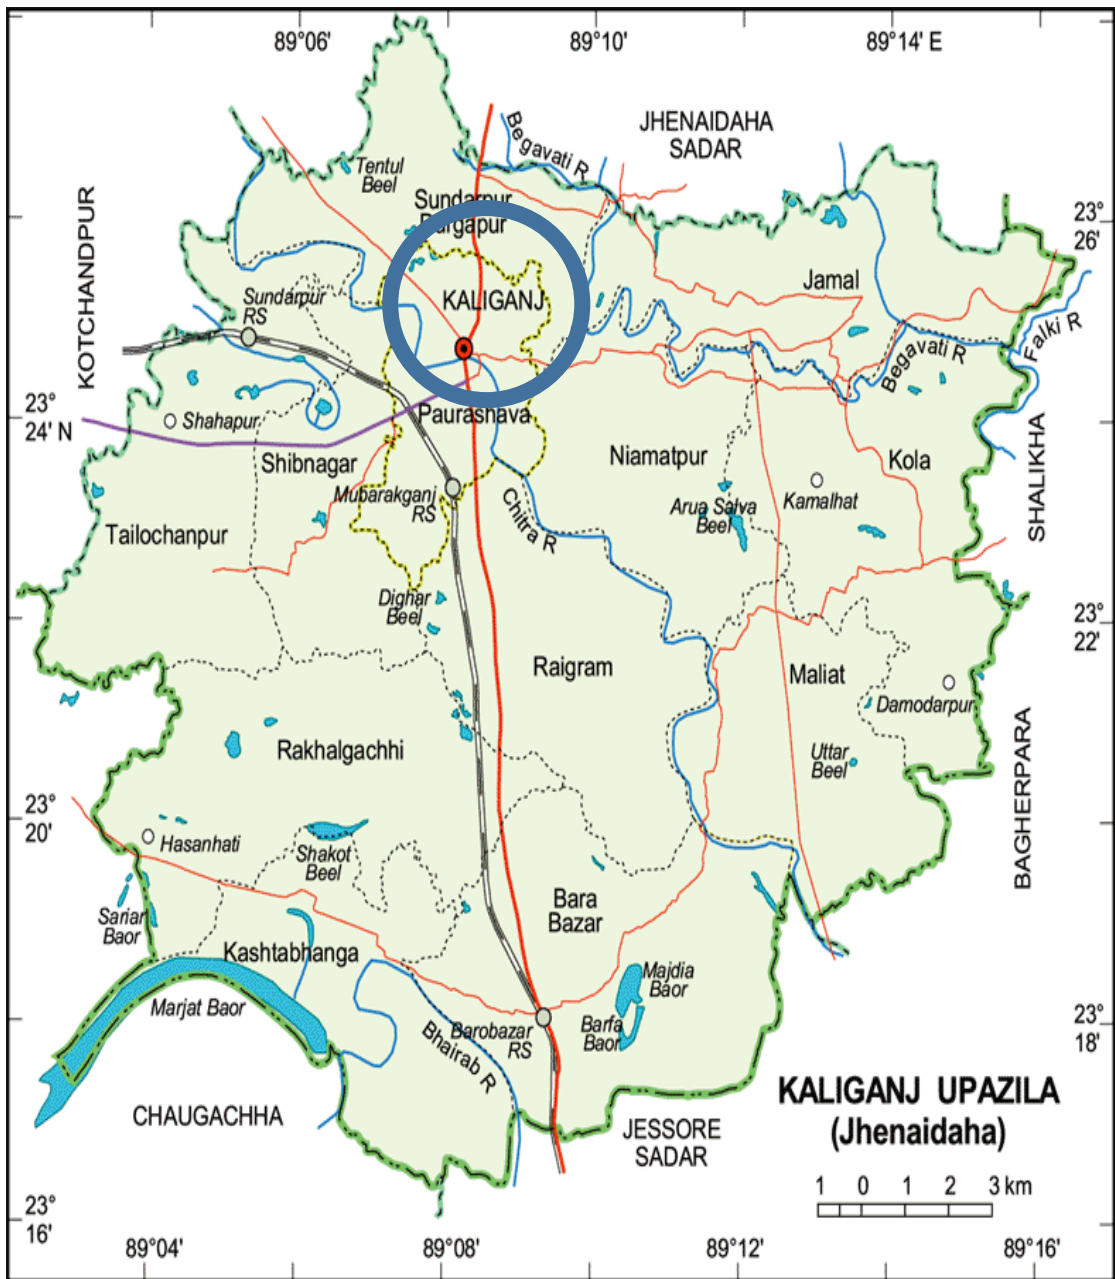 89°06'
89°10'
89°14' E
JHENAIDAHA
SADAR
Begavati R
Tentul
Beel
Sundarpur
Durgapur
23°
26'
KOTCHANDPUR
Sundarpur
RS
KALIGANJ
Jamal
Falki R
Begavati R
23°
24' N
Shahapur
Paurashava
Shibnagar
Niamatpur
Kola
SHALIKHA
Mubarakganj
RS
Chitra R
Arua Salva
Beel
Kamalhat
Tailochanpur
Dighar
Beel
23°
22'
Raigram
Maliat
Damodarpur
Rakhalgachhi
Uttar
Beel
BAGHERPARA
23°
20'
Hasanhati
Shakot
Beel
Sariar
Baor
Bara
Bazar
Kashtabhanga
Majdia
Baor
Marjat Baor
Barobazar
RS
Barfa
Baor
Bhairab R
23°
18'
CHAUGACHHA
JESSORE
SADAR
KALIGANJ UPAZILA
(Jhenaidaha)
1 0 1 2 3 km
23°
16'
89°04'
89°08'
89°12'
89°16'